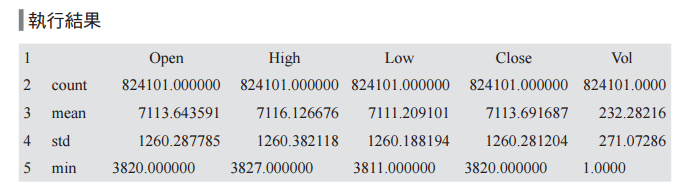 執行結果
1 Open High Low Close Vol
2 count 824101.000000 824101.000000 824101.000000 824101.000000 824101.0000
3 mean 7113.643591 7116.126676 7111.209101 7113.691687 232.28216
4 std 1260.287785 1260.382118 1260.188194 1260.281204 271.07286
5 min 3820.000000 3827.000000 3811.000000 3820.000000 1.0000